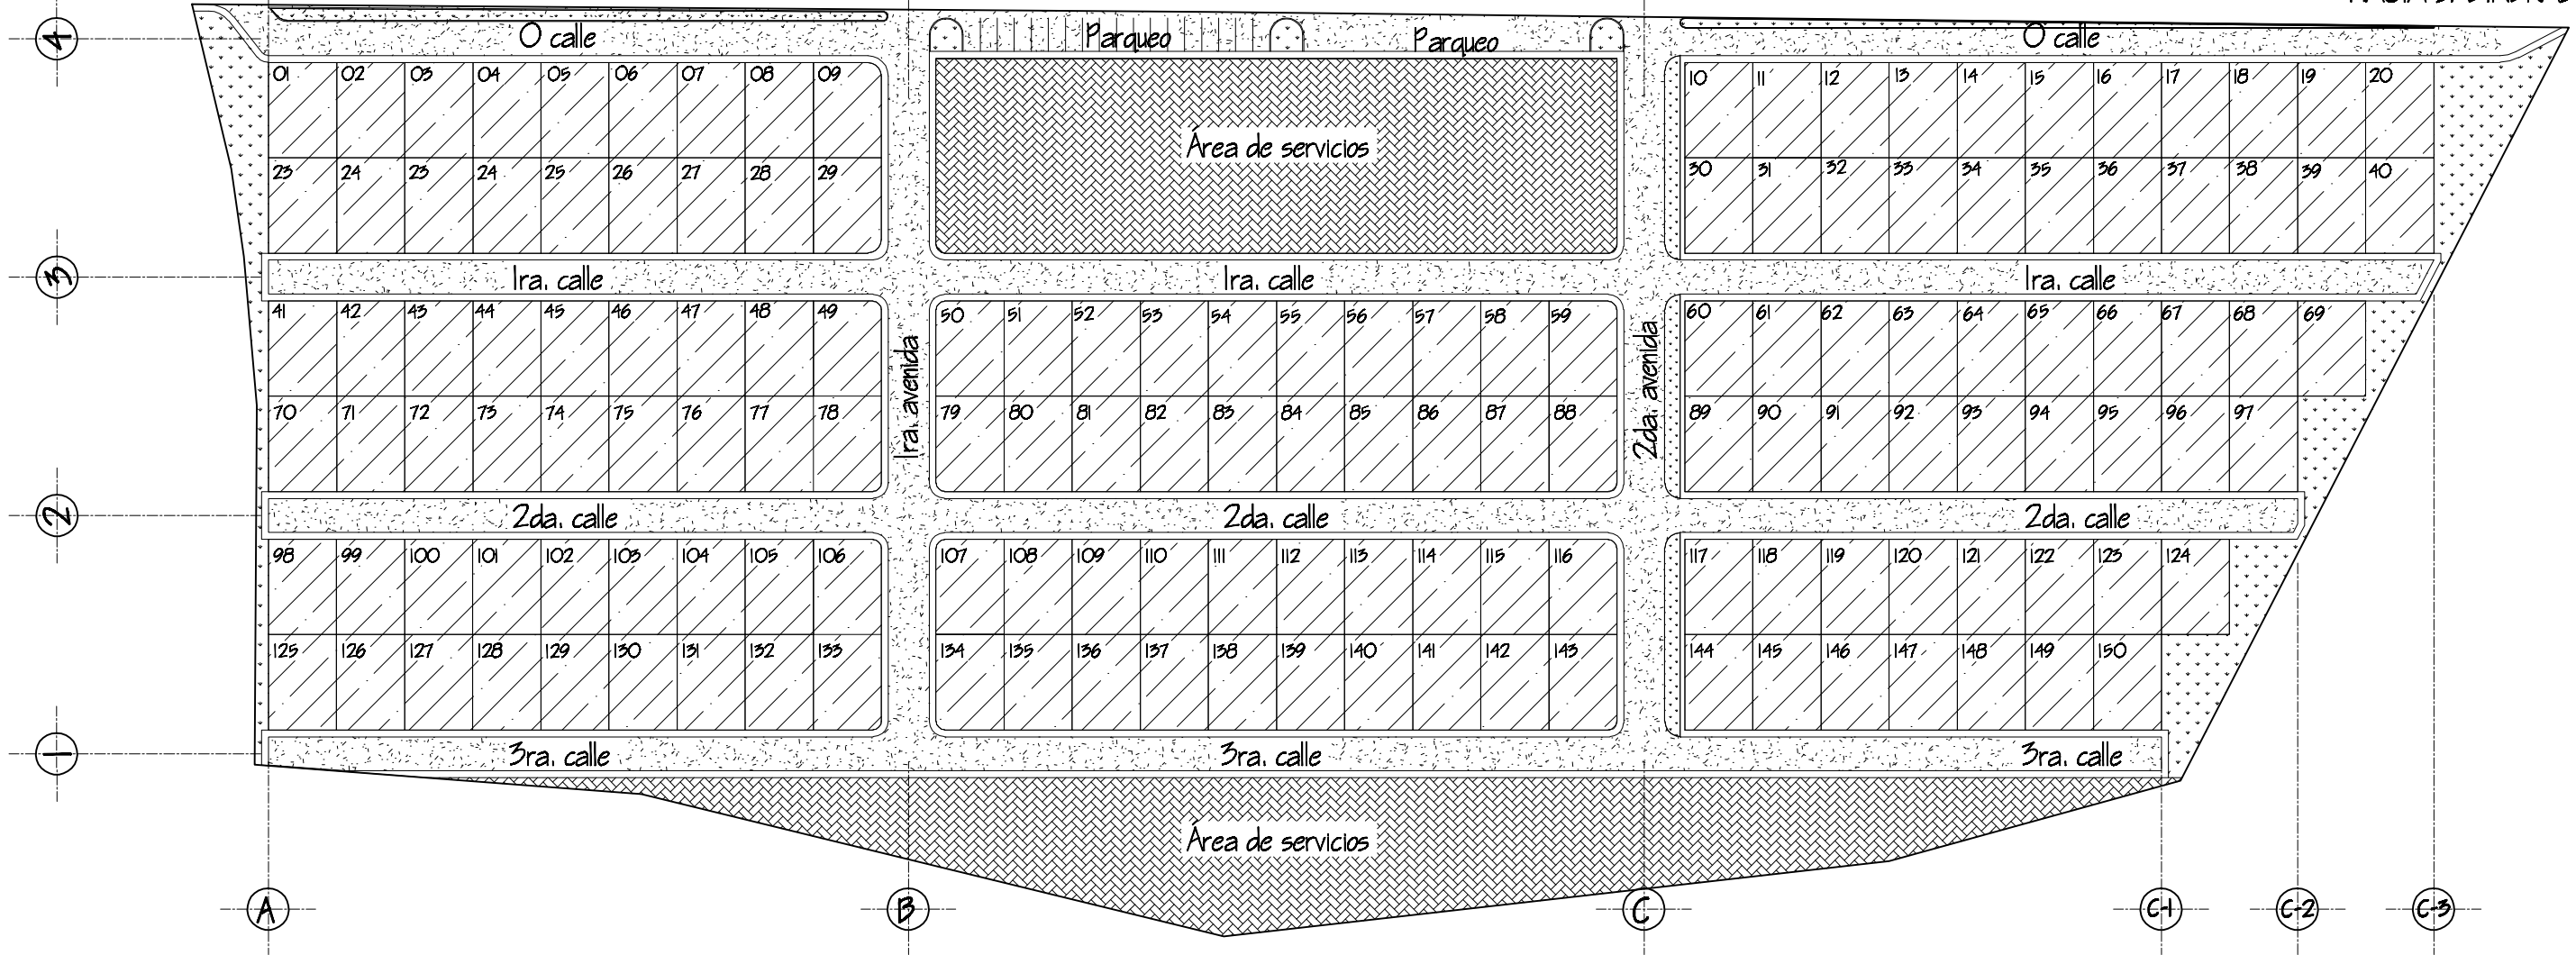 4
O calle
Parqueo
Parqueo
O calle
01 02 03 04 05 06 07 08 09
10 11 12 13 14 15 16 17 18 19 20
Área de servicios
23 24 23 24 25 26 27 28 29
30 31 32 33 34 35 36 37 38 39 40
3
1ra. calle
1ra. calle
1ra. calle
41 42 43 44 45 46 47 48 49
50 51 52 53 54 55 56 57 58 59
60 61 62 63 64 65 66 67 68 69
1ra. avenida
2da. avenida
70 71 72 73 74 75 76 77 78
79 80 81 82 83 84 85 86 87 88
89 90 91 92 93 94 95 96 97
2
2da. calle
2da. calle
2da. calle
98 99 100 101 102 103 104 105 106
107 108 109 110 111 112 113 114 115 116
117 118 119 120 121 122 123 124
125 126 127 128 129 130 131 132 133
134 135 136 137 138 139 140 141 142 143
144 145 146 147 148 149 150
1
3ra. calle
3ra. calle
3ra. calle
Área de servicios
A
B
C
C-1
C-2
C-3